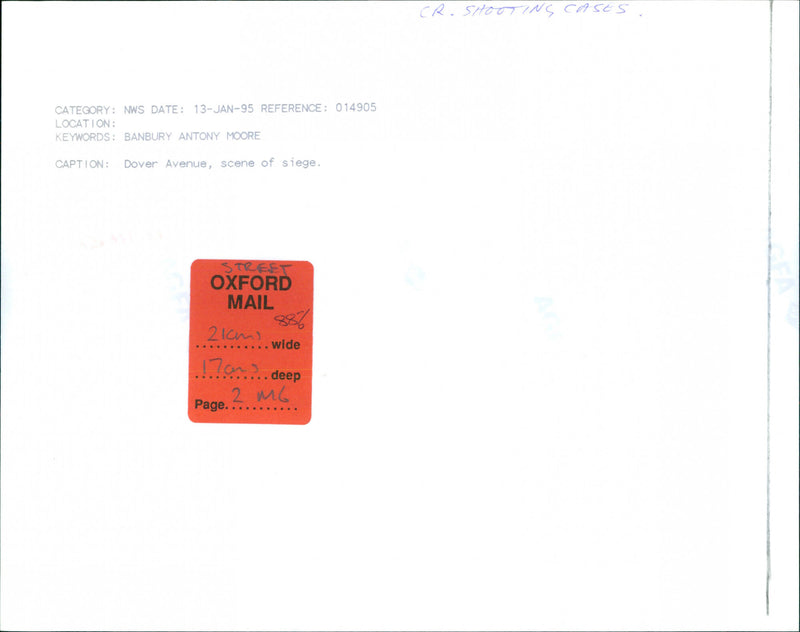 CR. SHOOTING CASES.
CATEGORY: NWS DATE: 13-JAN-95 REFERENCE: 014905
LOCATION:
KEYWORDS: BANBURY ANTONY MOORE
CAPTION: Dover Avenue, scene of siege.
STREET
OXFORD
MAIL
88%
21cms wide
17cms deep
Page 2 MG